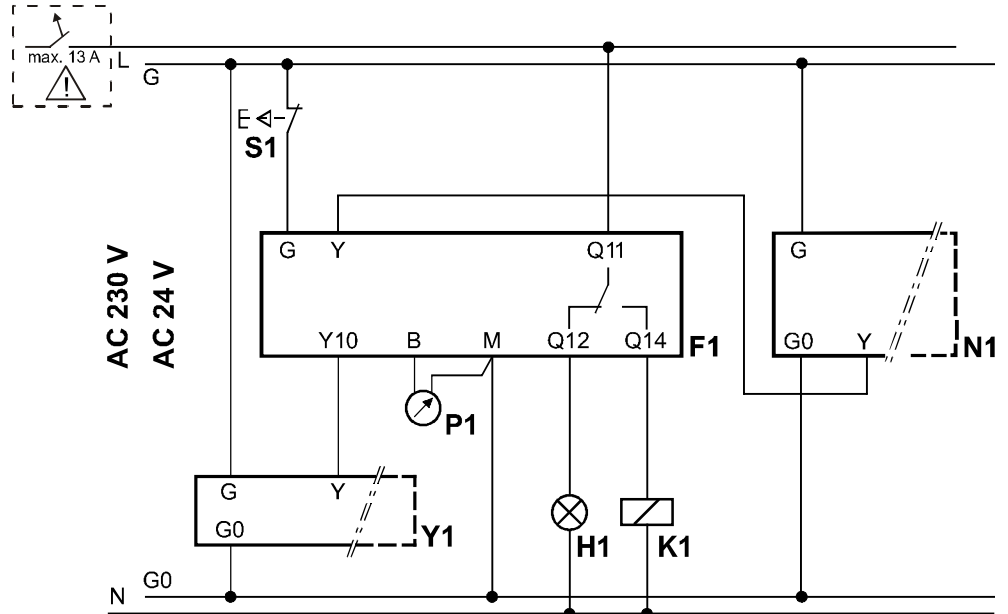 max. 13 A
L
G
S1
AC 230 V
AC 24 V
G Y Q11
Y10 B M Q12 Q14
F1
G
G0 Y
N1
P1
G Y
G0
Y1
H1
K1
G0
N